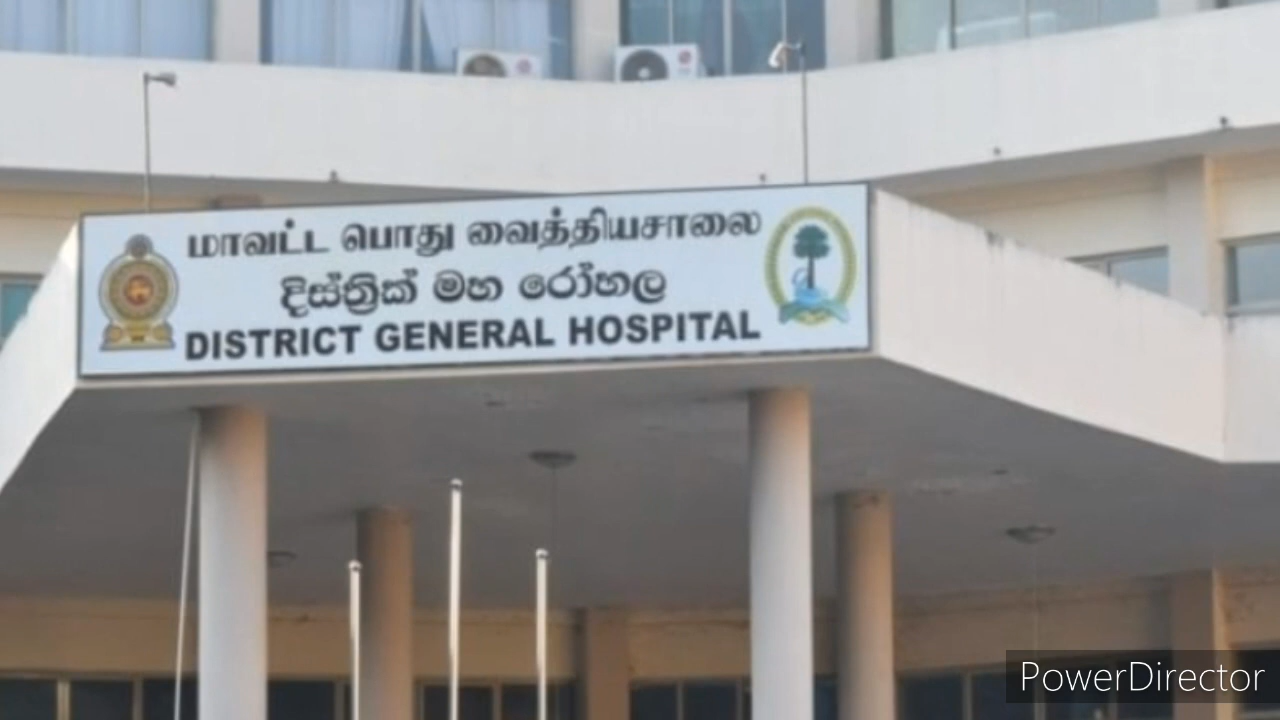 மாவட்ட பொது வைத்தியசாலை
දිස්ත්‍රික් මහ රෝහල
DISTRICT GENERAL HOSPITAL
PowerDirector